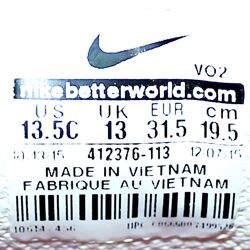 VO2
nikebetterworld.com
US UK EUR cm
13.5C 13 31.5 19.5
412376-113
MADE IN VIETNAM
FABRIQUE AU VIETNAM